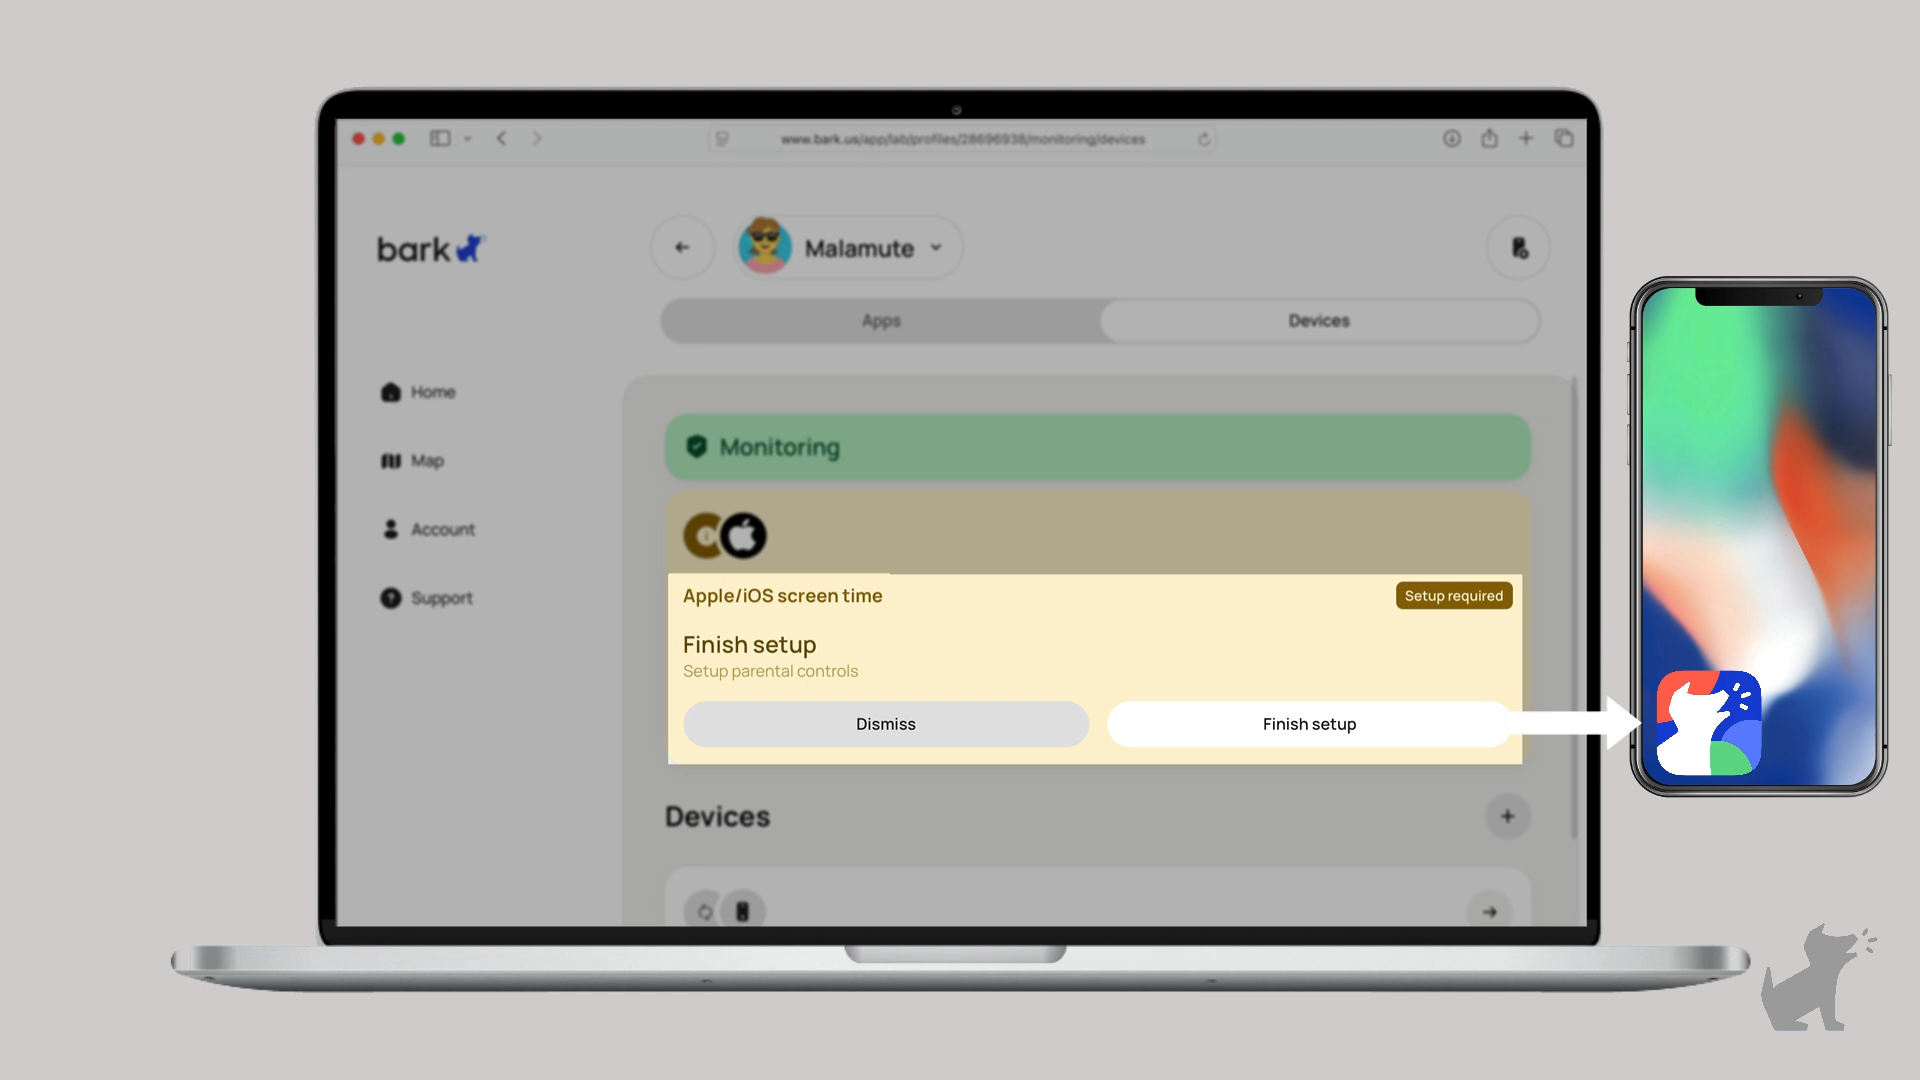 www.bark.us/app/lab/profiles/28696938/monitoring/devices
bark
Malamute
Apps
Devices
Home
Map
Account
Support
Monitoring
Apple/iOS screen time
Setup required
Finish setup
Setup parental controls
Dismiss
Finish setup
Devices